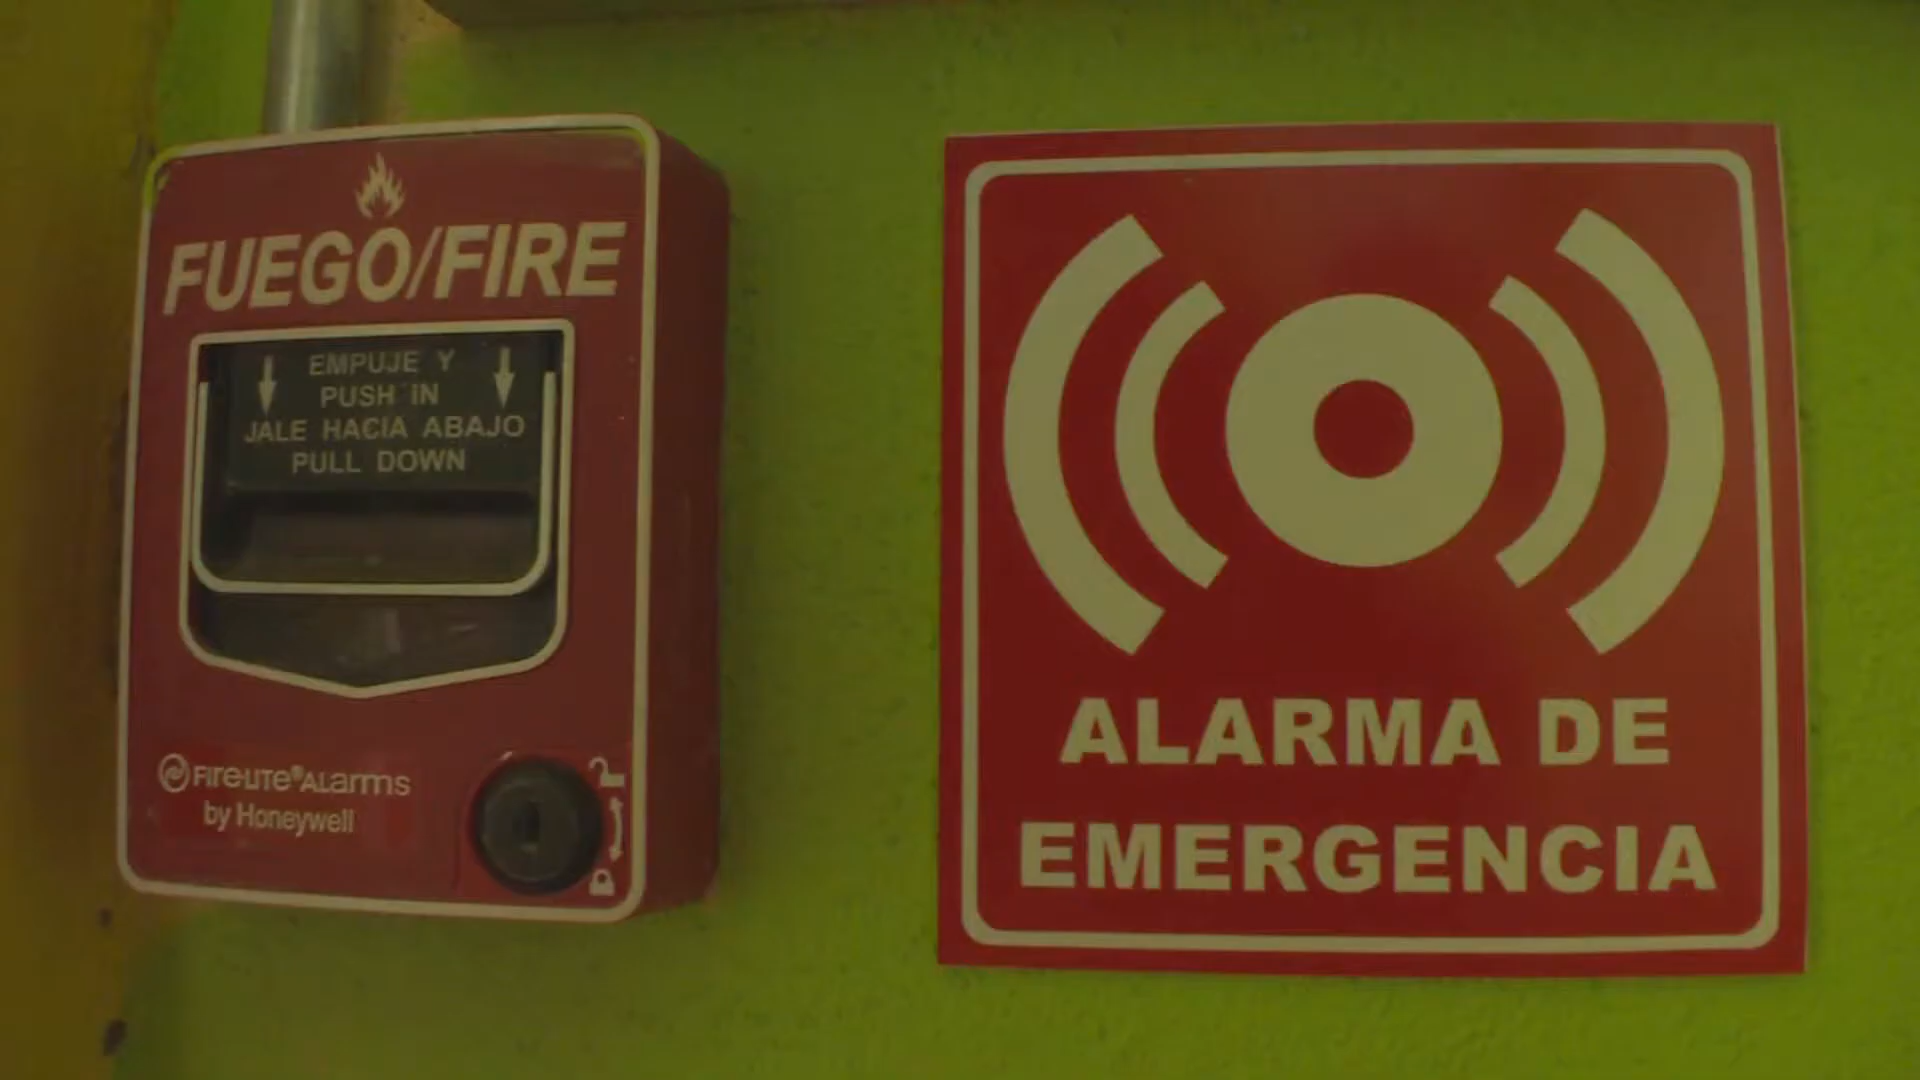 FUEGO/FIRE
EMPUJE Y
PUSH IN
JALE HACIA ABAJO
PULL DOWN
FIRE-LITE® ALARMS
by Honeywell
ALARMA DE
EMERGENCIA